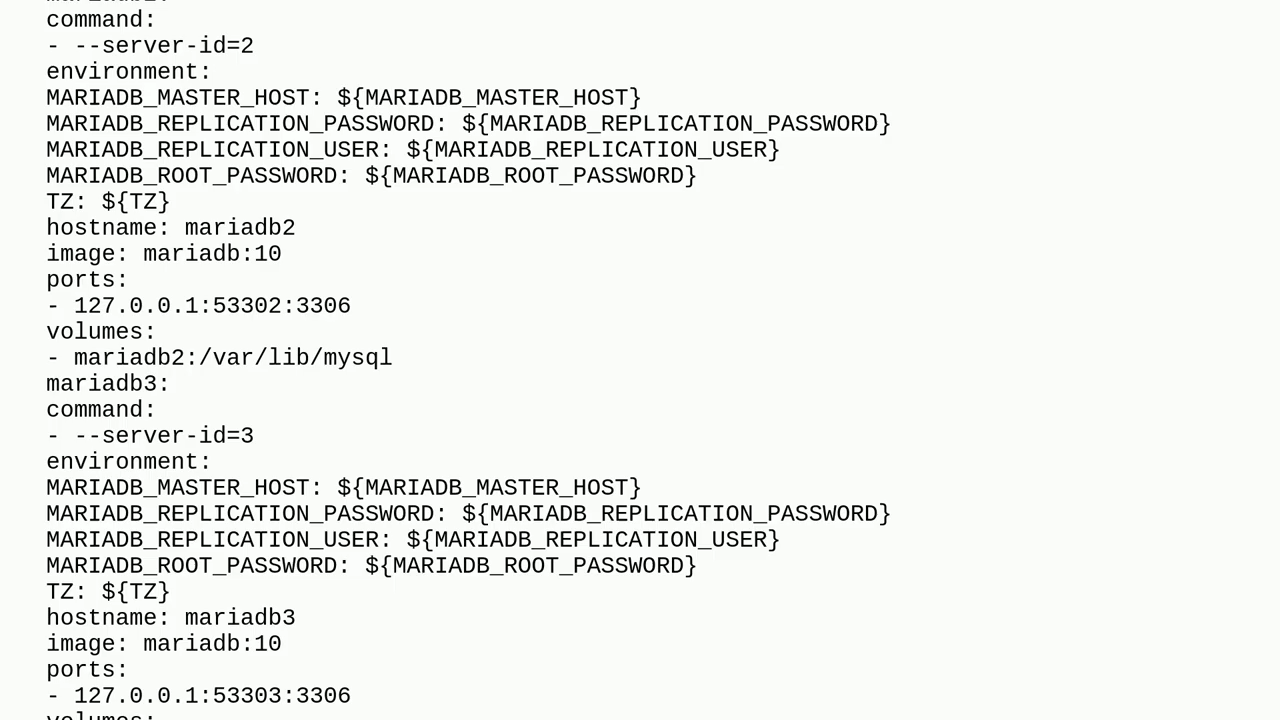 command:
- --server-id=2
environment:
MARIADB_MASTER_HOST: ${MARIADB_MASTER_HOST}
MARIADB_REPLICATION_PASSWORD: ${MARIADB_REPLICATION_PASSWORD}
MARIADB_REPLICATION_USER: ${MARIADB_REPLICATION_USER}
MARIADB_ROOT_PASSWORD: ${MARIADB_ROOT_PASSWORD}
TZ: ${TZ}
hostname: mariadb2
image: mariadb:10
ports:
- 127.0.0.1:53302:3306
volumes:
- mariadb2:/var/lib/mysql
mariadb3:
command:
- --server-id=3
environment:
MARIADB_MASTER_HOST: ${MARIADB_MASTER_HOST}
MARIADB_REPLICATION_PASSWORD: ${MARIADB_REPLICATION_PASSWORD}
MARIADB_REPLICATION_USER: ${MARIADB_REPLICATION_USER}
MARIADB_ROOT_PASSWORD: ${MARIADB_ROOT_PASSWORD}
TZ: ${TZ}
hostname: mariadb3
image: mariadb:10
ports:
- 127.0.0.1:53303:3306
volumes: